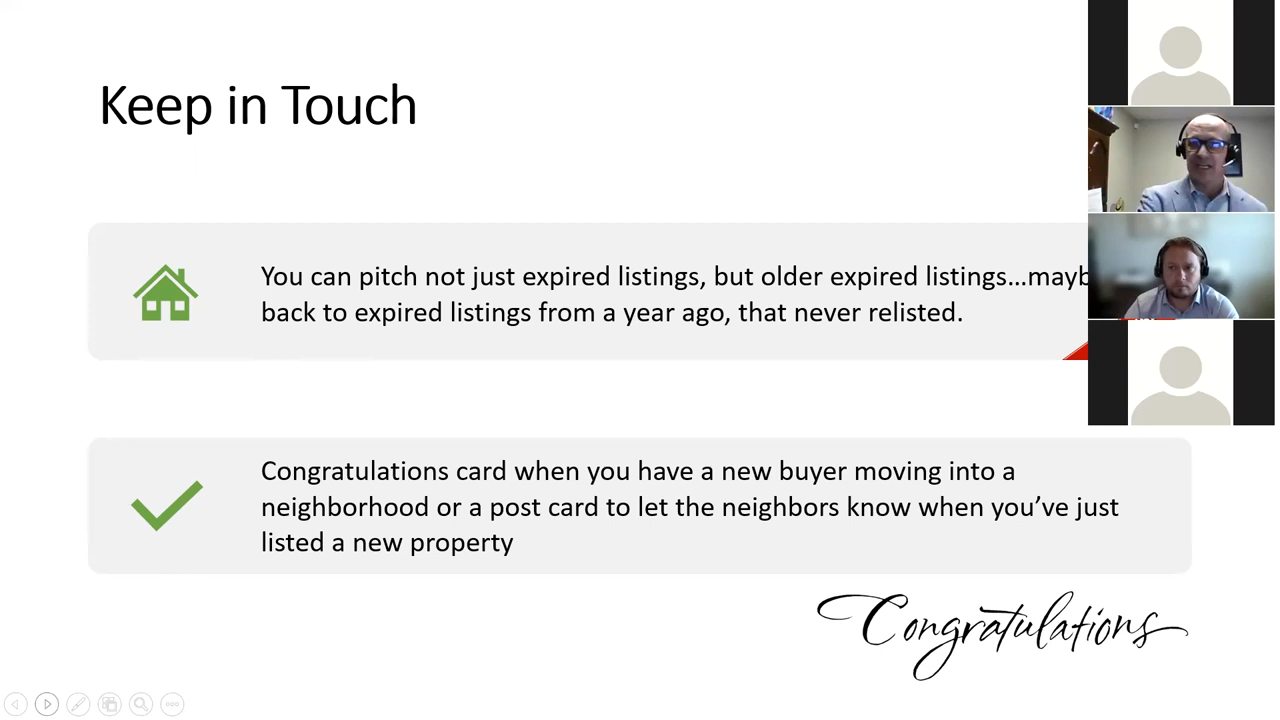 Keep in Touch
You can pitch not just expired listings, but older expired listings…mayb
back to expired listings from a year ago, that never relisted.
Congratulations card when you have a new buyer moving into a
neighborhood or a post card to let the neighbors know when you’ve just
listed a new property
Congratulations